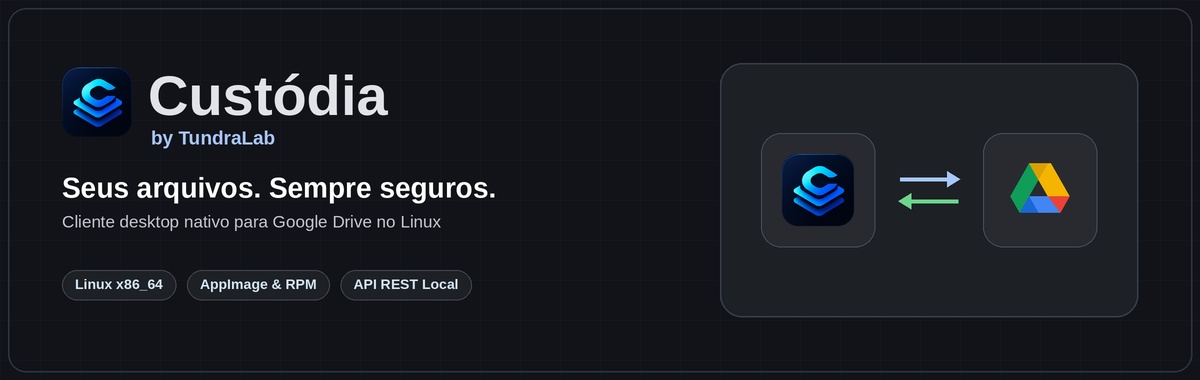 Custódia
by TundraLab
Seus arquivos. Sempre seguros.
Cliente desktop nativo para Google Drive no Linux
Linux x86_64
AppImage & RPM
API REST Local